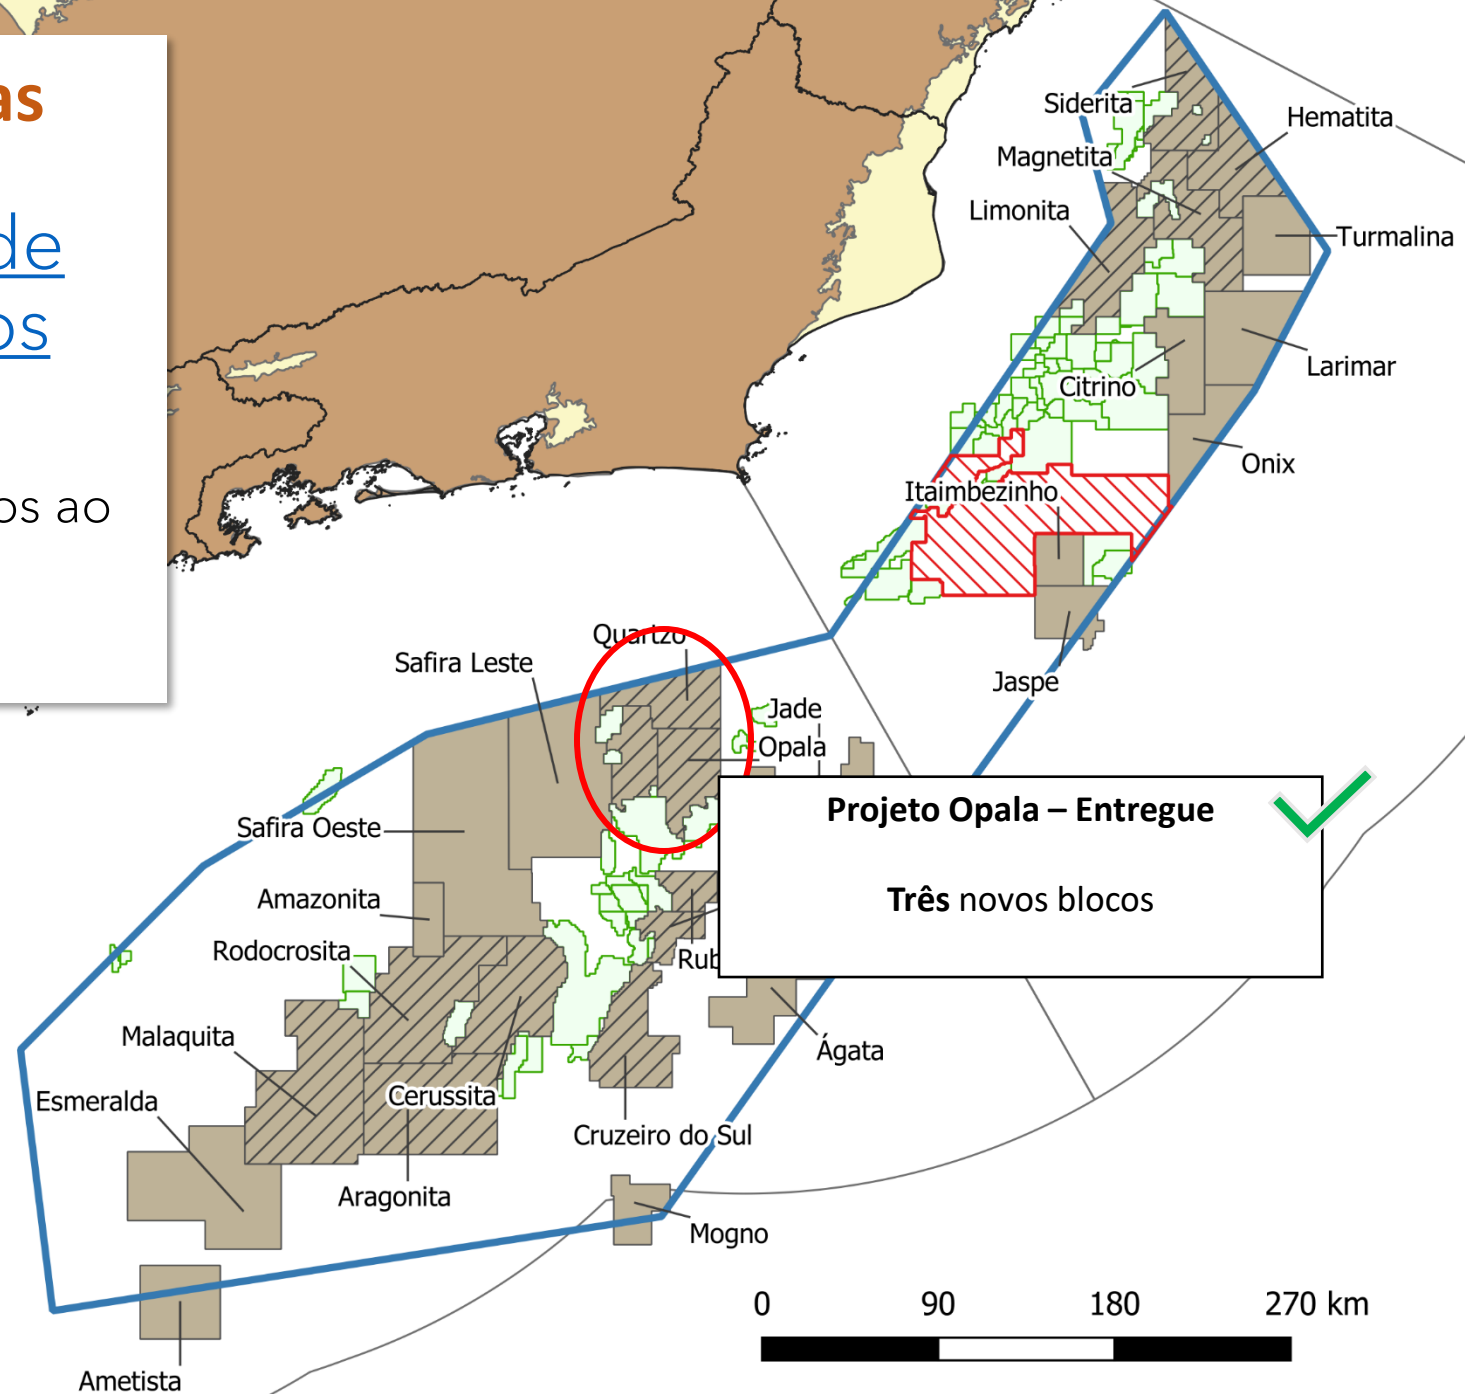 as
de
os
os ao
Siderita
Hematita
Magnetita
Limonita
Turmalina
Larimar
Citrino
Onix
Itaimbezinho
Jaspe
Quartzo
Safira Leste
Jade
Opala
Safira Oeste
Projeto Opala – Entregue
Três novos blocos
Amazonita
Rodocrosita
Rub
Malaquita
Ágata
Esmeralda
Cerussita
Cruzeiro do Sul
Aragonita
Mogno
0 90 180 270 km
Ametista